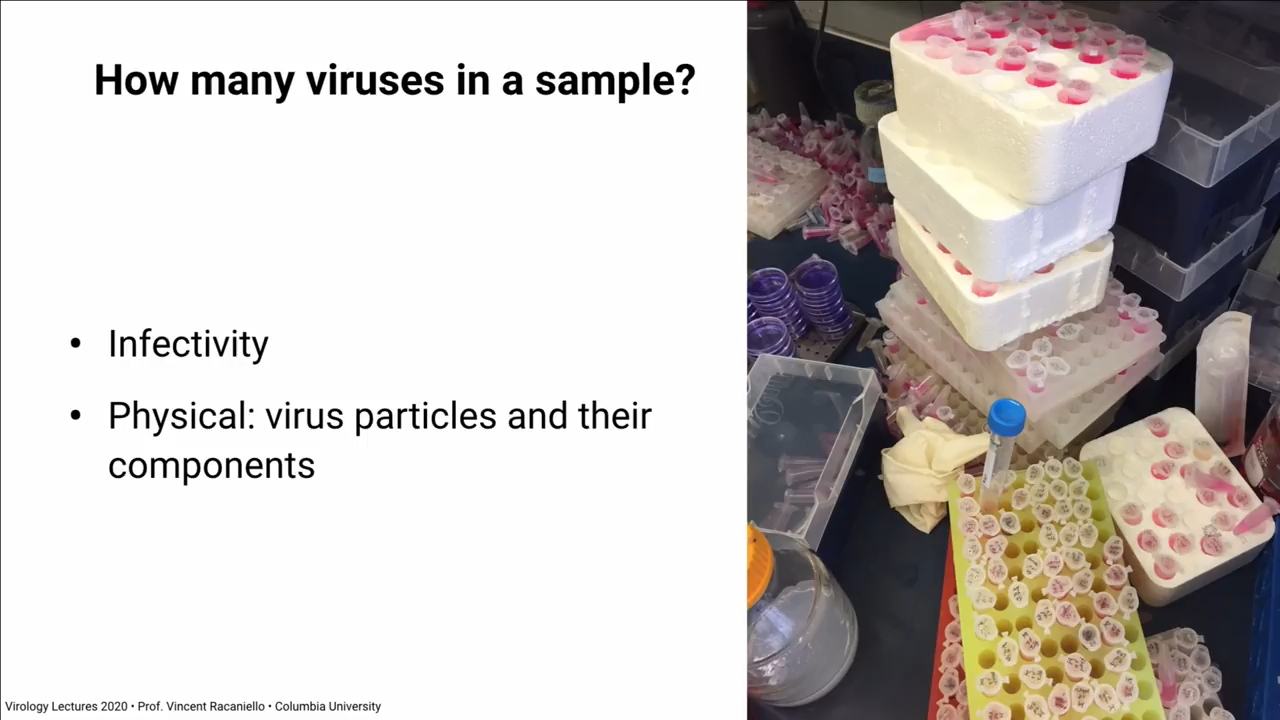 How many viruses in a sample?
• Infectivity
• Physical: virus particles and their
components
Virology Lectures 2020 • Prof. Vincent Racaniello • Columbia University